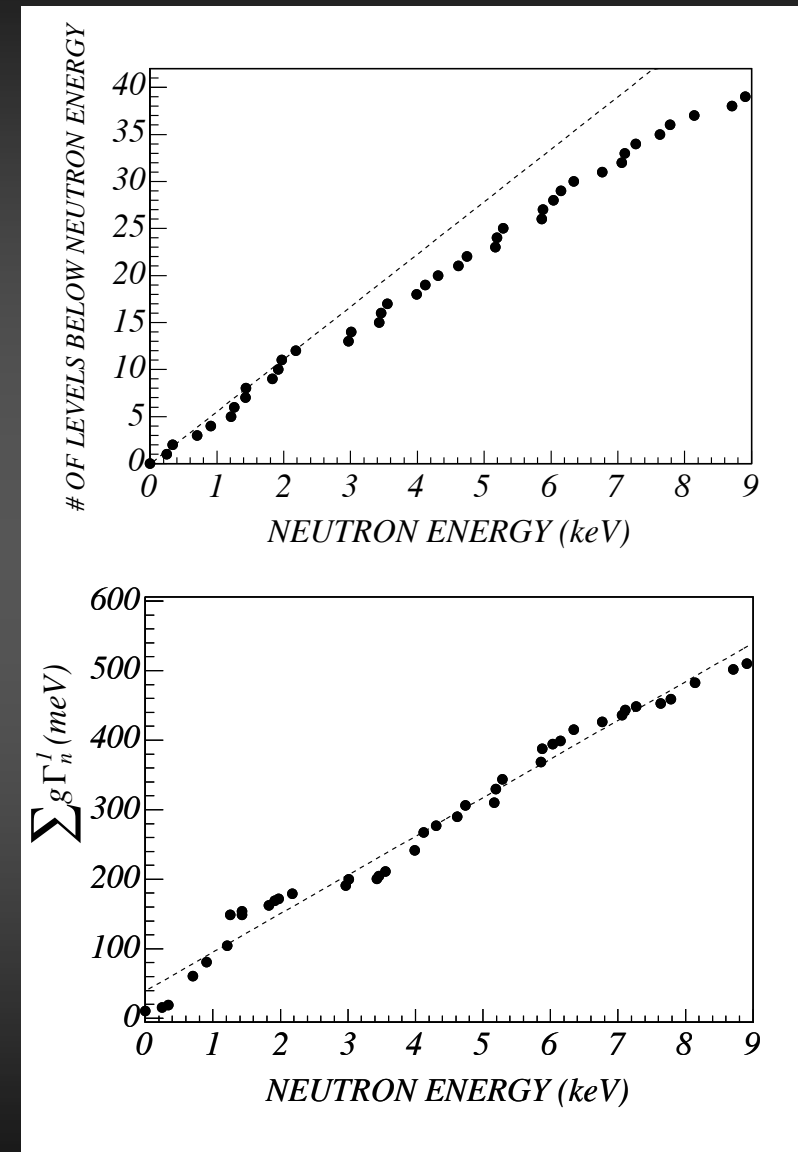 # OF LEVELS BELOW NEUTRON ENERGY
40
35
30
25
20
15
10
5
0
0 1 2 3 4 5 6 7 8 9
NEUTRON ENERGY (keV)
∑gΓₙ¹ (meV)
600
500
400
300
200
100
0
0 1 2 3 4 5 6 7 8 9
NEUTRON ENERGY (keV)